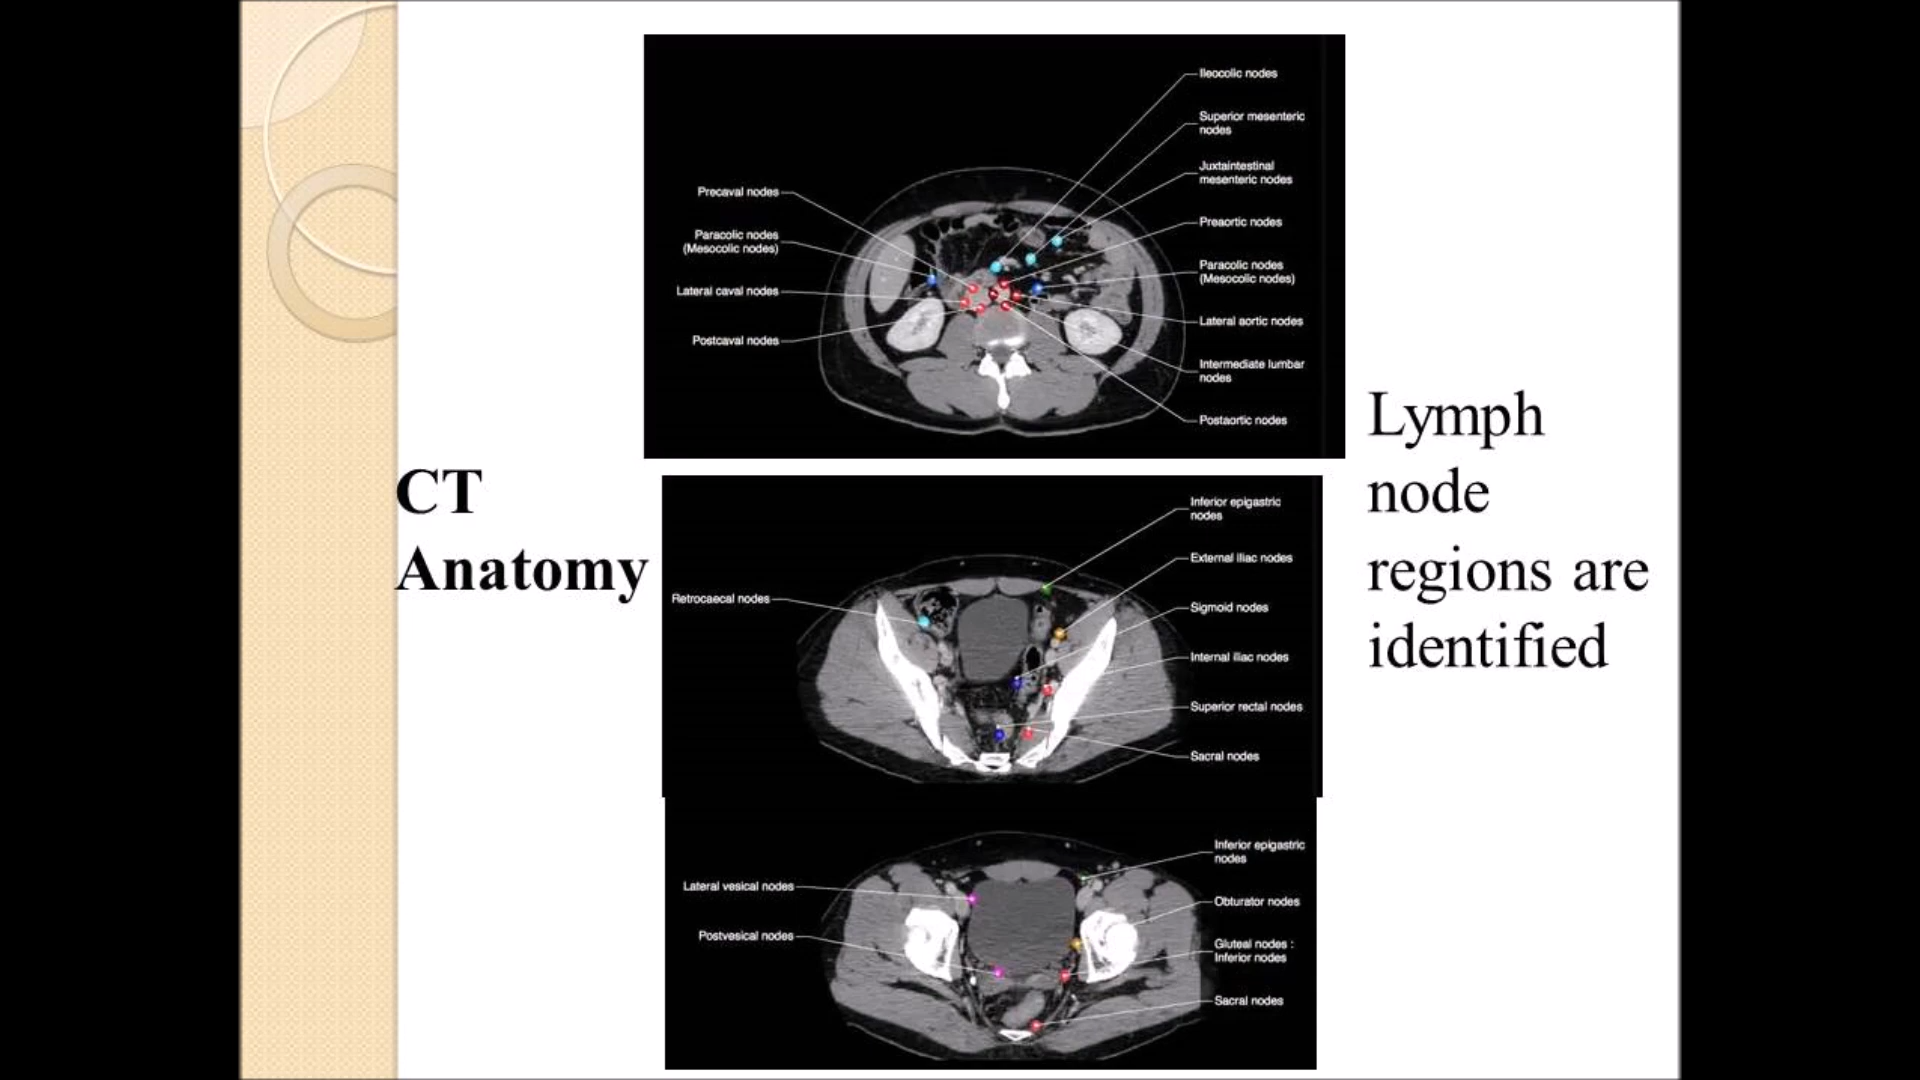 CT
Anatomy
Precaval nodes
Paracolic nodes
(Mesocolic nodes)
Lateral caval nodes
Postcaval nodes
Ileocolic nodes
Superior mesenteric
nodes
Juxtaintestinal
mesenteric nodes
Preaortic nodes
Paracolic nodes
(Mesocolic nodes)
Lateral aortic nodes
Intermediate lumbar
nodes
Postaortic nodes
Retrocaecal nodes
Inferior epigastric
nodes
External iliac nodes
Sigmoid nodes
Internal iliac nodes
Superior rectal nodes
Sacral nodes
Lateral vesical nodes
Postvesical nodes
Inferior epigastric
nodes
Obturator nodes
Gluteal nodes :
Inferior nodes
Sacral nodes
Lymph
node
regions are
identified